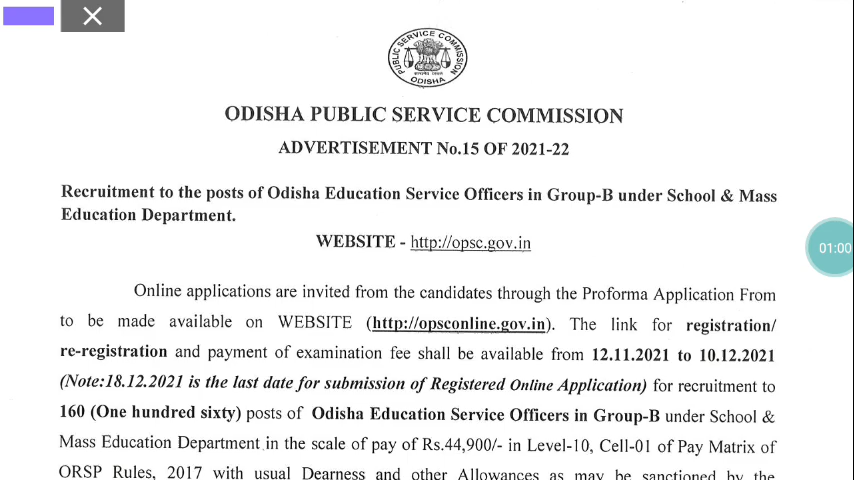 PUBLIC SERVICE COMMISSION
ODISHA
ODISHA PUBLIC SERVICE COMMISSION
ADVERTISEMENT No.15 OF 2021-22
Recruitment to the posts of Odisha Education Service Officers in Group-B under School & Mass
Education Department.
WEBSITE - http://opsc.gov.in
01:00
Online applications are invited from the candidates through the Proforma Application From
to be made available on WEBSITE (http://opsconline.gov.in). The link for registration/
re-registration and payment of examination fee shall be available from 12.11.2021 to 10.12.2021
(Note:18.12.2021 is the last date for submission of Registered Online Application) for recruitment to
160 (One hundred sixty) posts of Odisha Education Service Officers in Group-B under School &
Mass Education Department in the scale of pay of Rs.44,900/- in Level-10, Cell-01 of Pay Matrix of
ORSP Rules, 2017 with usual Dearness and other Allowances as may be sanctioned by the